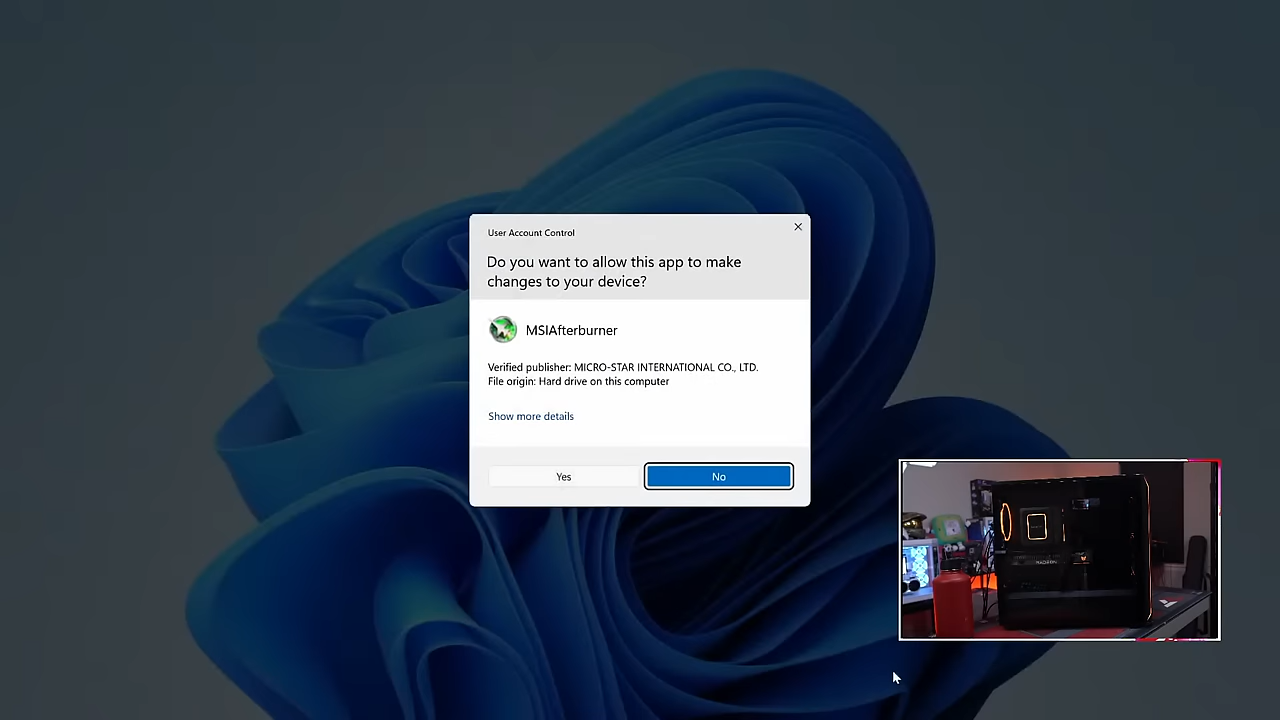 User Account Control
Do you want to allow this app to make
changes to your device?
MSIAfterburner
Verified publisher: MICRO-STAR INTERNATIONAL CO., LTD.
File origin: Hard drive on this computer
Show more details
Yes
No
RADEON